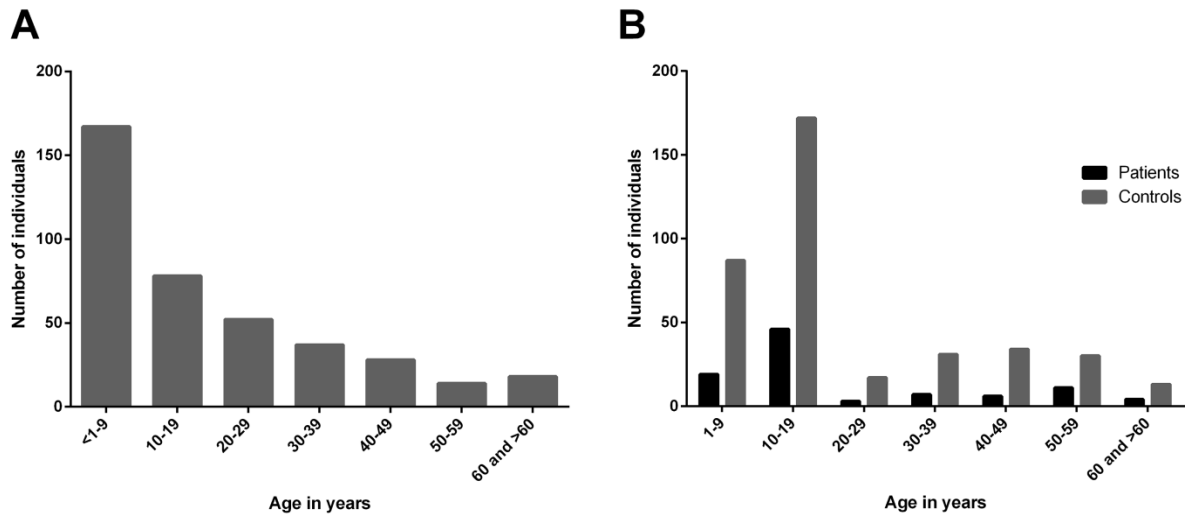 A
Number of individuals
200
150
100
50
0
<1-9
10-19
20-29
30-39
40-49
50-59
60 and >60
Age in years
B
Number of individuals
200
150
100
50
0
1-9
10-19
20-29
30-39
40-49
50-59
60 and >60
Age in years
Patients
Controls